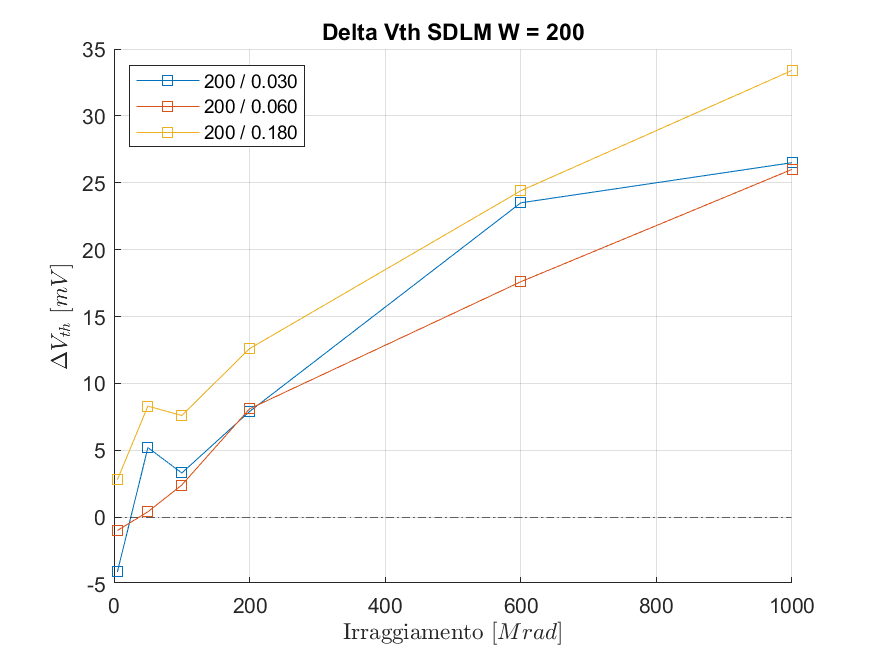 Delta Vth SDLM W = 200
35
30
25
20
15
10
5
0
-5
200 / 0.030
200 / 0.060
200 / 0.180
ΔV_th [mV]
0 200 400 600 800 1000
Irraggiamento [Mrad]